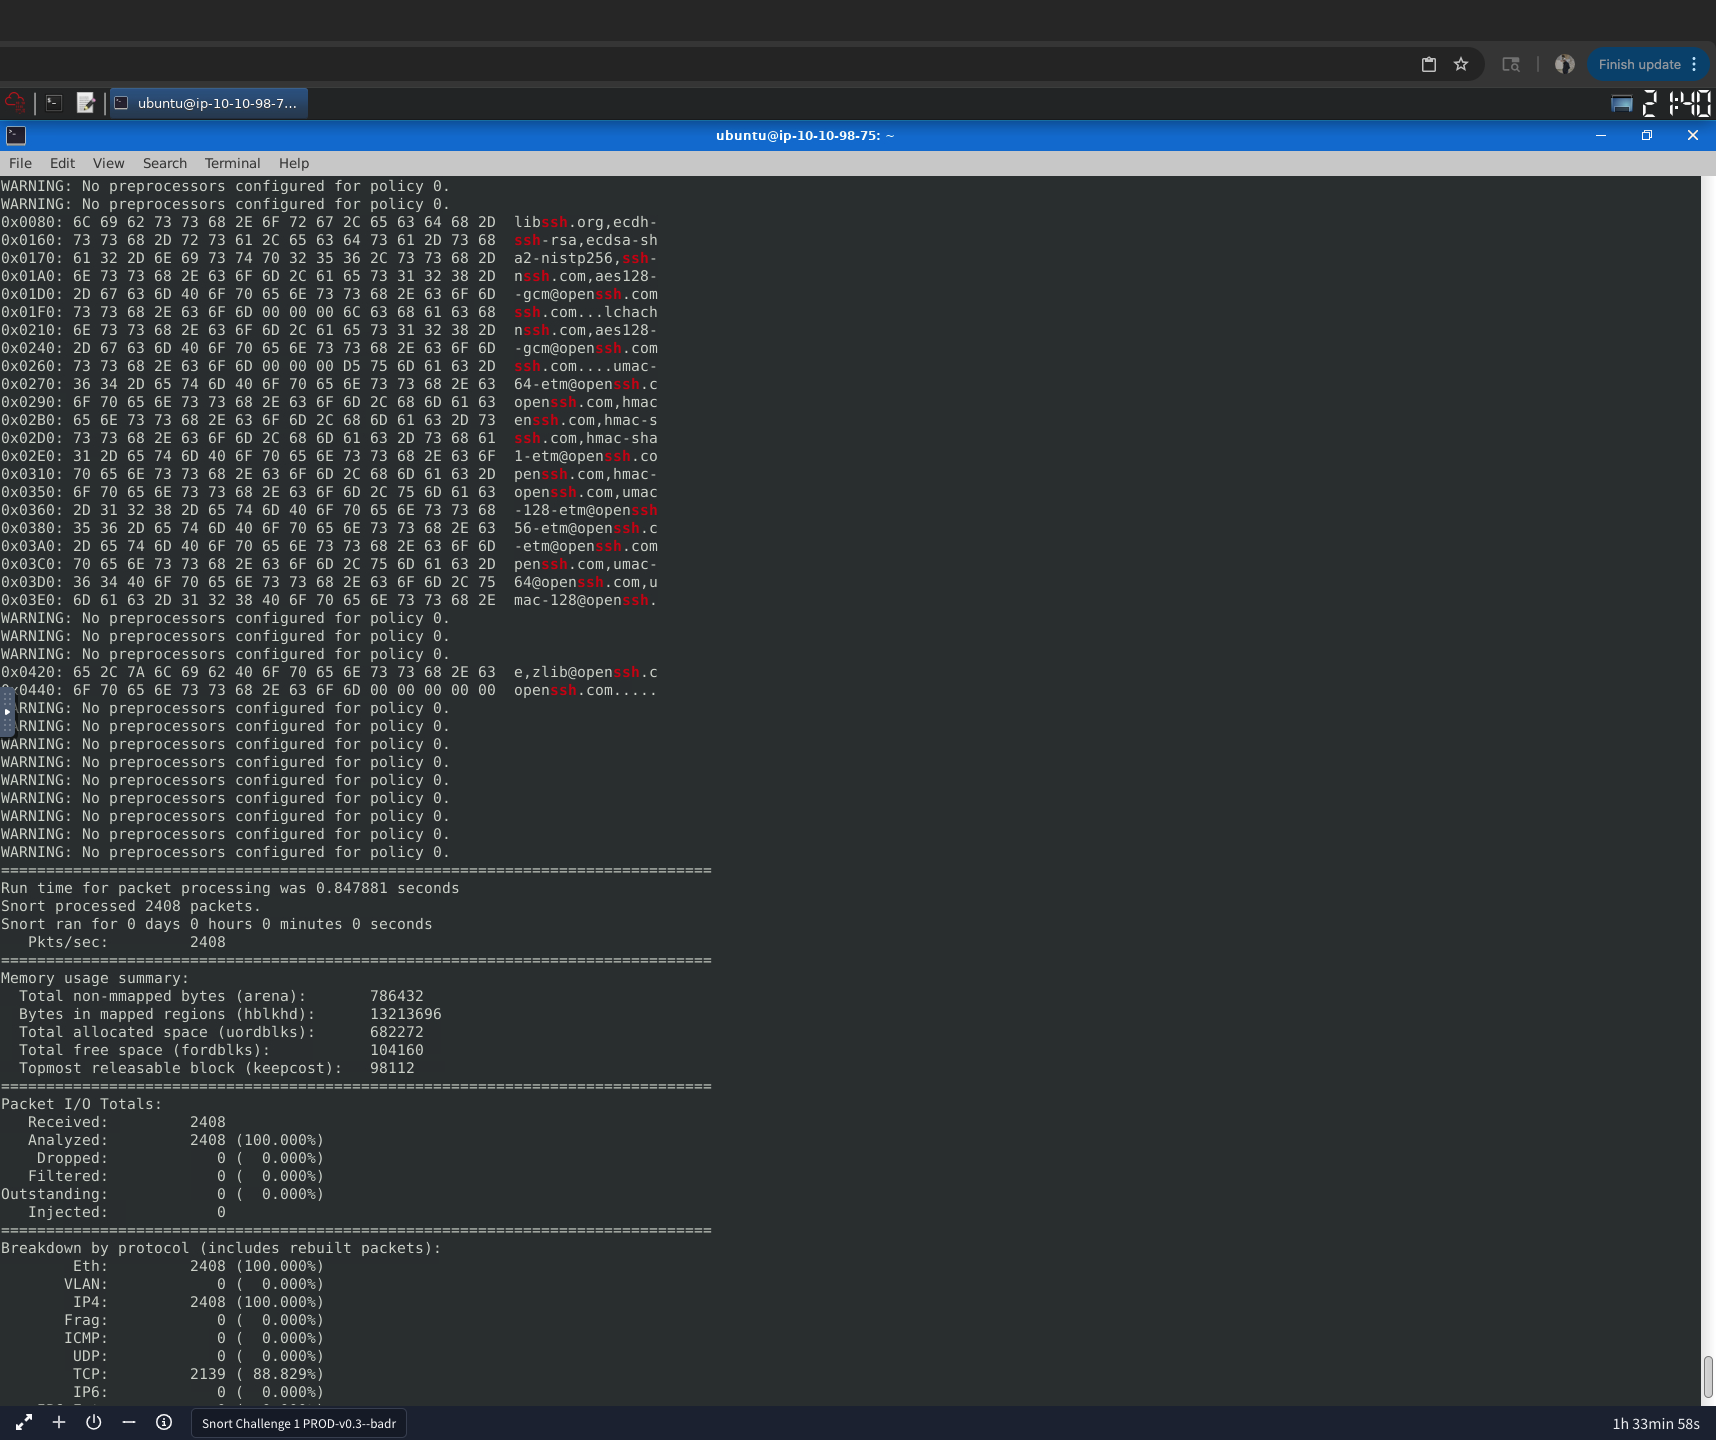 Finish update
ubuntu@ip-10-10-98-7...
21:40
ubuntu@ip-10-10-98-75: ~
File Edit View Search Terminal Help
WARNING: No preprocessors configured for policy 0.
WARNING: No preprocessors configured for policy 0.
0x0080: 6C 69 62 73 73 68 2E 6F 72 67 2C 65 63 64 68 2D  libssh.org,ecdh-
0x0160: 73 73 68 2D 72 73 61 2C 65 63 64 73 61 2D 73 68  ssh-rsa,ecdsa-sh
0x0170: 61 32 2D 6E 69 73 74 70 32 35 36 2C 73 73 68 2D  a2-nistp256,ssh-
0x01A0: 6E 73 73 68 2E 63 6F 6D 2C 61 65 73 31 32 38 2D  nssh.com,aes128-
0x01D0: 2D 67 63 6D 40 6F 70 65 6E 73 73 68 2E 63 6F 6D  -gcm@openssh.com
0x01F0: 73 73 68 2E 63 6F 6D 00 00 00 6C 63 68 61 63 68  ssh.com...lchach
0x0210: 6E 73 73 68 2E 63 6F 6D 2C 61 65 73 31 32 38 2D  nssh.com,aes128-
0x0240: 2D 67 63 6D 40 6F 70 65 6E 73 73 68 2E 63 6F 6D  -gcm@openssh.com
0x0260: 73 73 68 2E 63 6F 6D 00 00 00 D5 75 6D 61 63 2D  ssh.com....umac-
0x0270: 36 34 2D 65 74 6D 40 6F 70 65 6E 73 73 68 2E 63  64-etm@openssh.c
0x0290: 6F 70 65 6E 73 73 68 2E 63 6F 6D 2C 68 6D 61 63  openssh.com,hmac
0x02B0: 65 6E 73 73 68 2E 63 6F 6D 2C 68 6D 61 63 2D 73  enssh.com,hmac-s
0x02D0: 73 73 68 2E 63 6F 6D 2C 68 6D 61 63 2D 73 68 61  ssh.com,hmac-sha
0x02E0: 31 2D 65 74 6D 40 6F 70 65 6E 73 73 68 2E 63 6F  1-etm@openssh.co
0x0310: 70 65 6E 73 73 68 2E 63 6F 6D 2C 68 6D 61 63 2D  penssh.com,hmac-
0x0350: 6F 70 65 6E 73 73 68 2E 63 6F 6D 2C 75 6D 61 63  openssh.com,umac
0x0360: 2D 31 32 38 2D 65 74 6D 40 6F 70 65 6E 73 73 68  -128-etm@openssh
0x0380: 35 36 2D 65 74 6D 40 6F 70 65 6E 73 73 68 2E 63  56-etm@openssh.c
0x03A0: 2D 65 74 6D 40 6F 70 65 6E 73 73 68 2E 63 6F 6D  -etm@openssh.com
0x03C0: 70 65 6E 73 73 68 2E 63 6F 6D 2C 75 6D 61 63 2D  penssh.com,umac-
0x03D0: 36 34 40 6F 70 65 6E 73 73 68 2E 63 6F 6D 2C 75  64@openssh.com,u
0x03E0: 6D 61 63 2D 31 32 38 40 6F 70 65 6E 73 73 68 2E  mac-128@openssh.
WARNING: No preprocessors configured for policy 0.
WARNING: No preprocessors configured for policy 0.
WARNING: No preprocessors configured for policy 0.
0x0420: 65 2C 7A 6C 69 62 40 6F 70 65 6E 73 73 68 2E 63  e,zlib@openssh.c
0x0440: 6F 70 65 6E 73 73 68 2E 63 6F 6D 00 00 00 00 00  openssh.com.....
ARNING: No preprocessors configured for policy 0.
ARNING: No preprocessors configured for policy 0.
WARNING: No preprocessors configured for policy 0.
WARNING: No preprocessors configured for policy 0.
WARNING: No preprocessors configured for policy 0.
WARNING: No preprocessors configured for policy 0.
WARNING: No preprocessors configured for policy 0.
WARNING: No preprocessors configured for policy 0.
WARNING: No preprocessors configured for policy 0.
===============================================================================
Run time for packet processing was 0.847881 seconds
Snort processed 2408 packets.
Snort ran for 0 days 0 hours 0 minutes 0 seconds
Pkts/sec: 2408
===============================================================================
Memory usage summary:
Total non-mmapped bytes (arena): 786432
Bytes in mapped regions (hblkhd): 13213696
Total allocated space (uordblks): 682272
Total free space (fordblks): 104160
Topmost releasable block (keepcost): 98112
===============================================================================
Packet I/O Totals:
Received: 2408
Analyzed: 2408 (100.000%)
Dropped: 0 (  0.000%)
Filtered: 0 (  0.000%)
Outstanding: 0 (  0.000%)
Injected: 0
===============================================================================
Breakdown by protocol (includes rebuilt packets):
Eth: 2408 (100.000%)
VLAN: 0 (  0.000%)
IP4: 2408 (100.000%)
Frag: 0 (  0.000%)
ICMP: 0 (  0.000%)
UDP: 0 (  0.000%)
TCP: 2139 ( 88.829%)
IP6: 0 (  0.000%)
Snort Challenge 1 PROD-v0.3--badr
1h 33min 58s